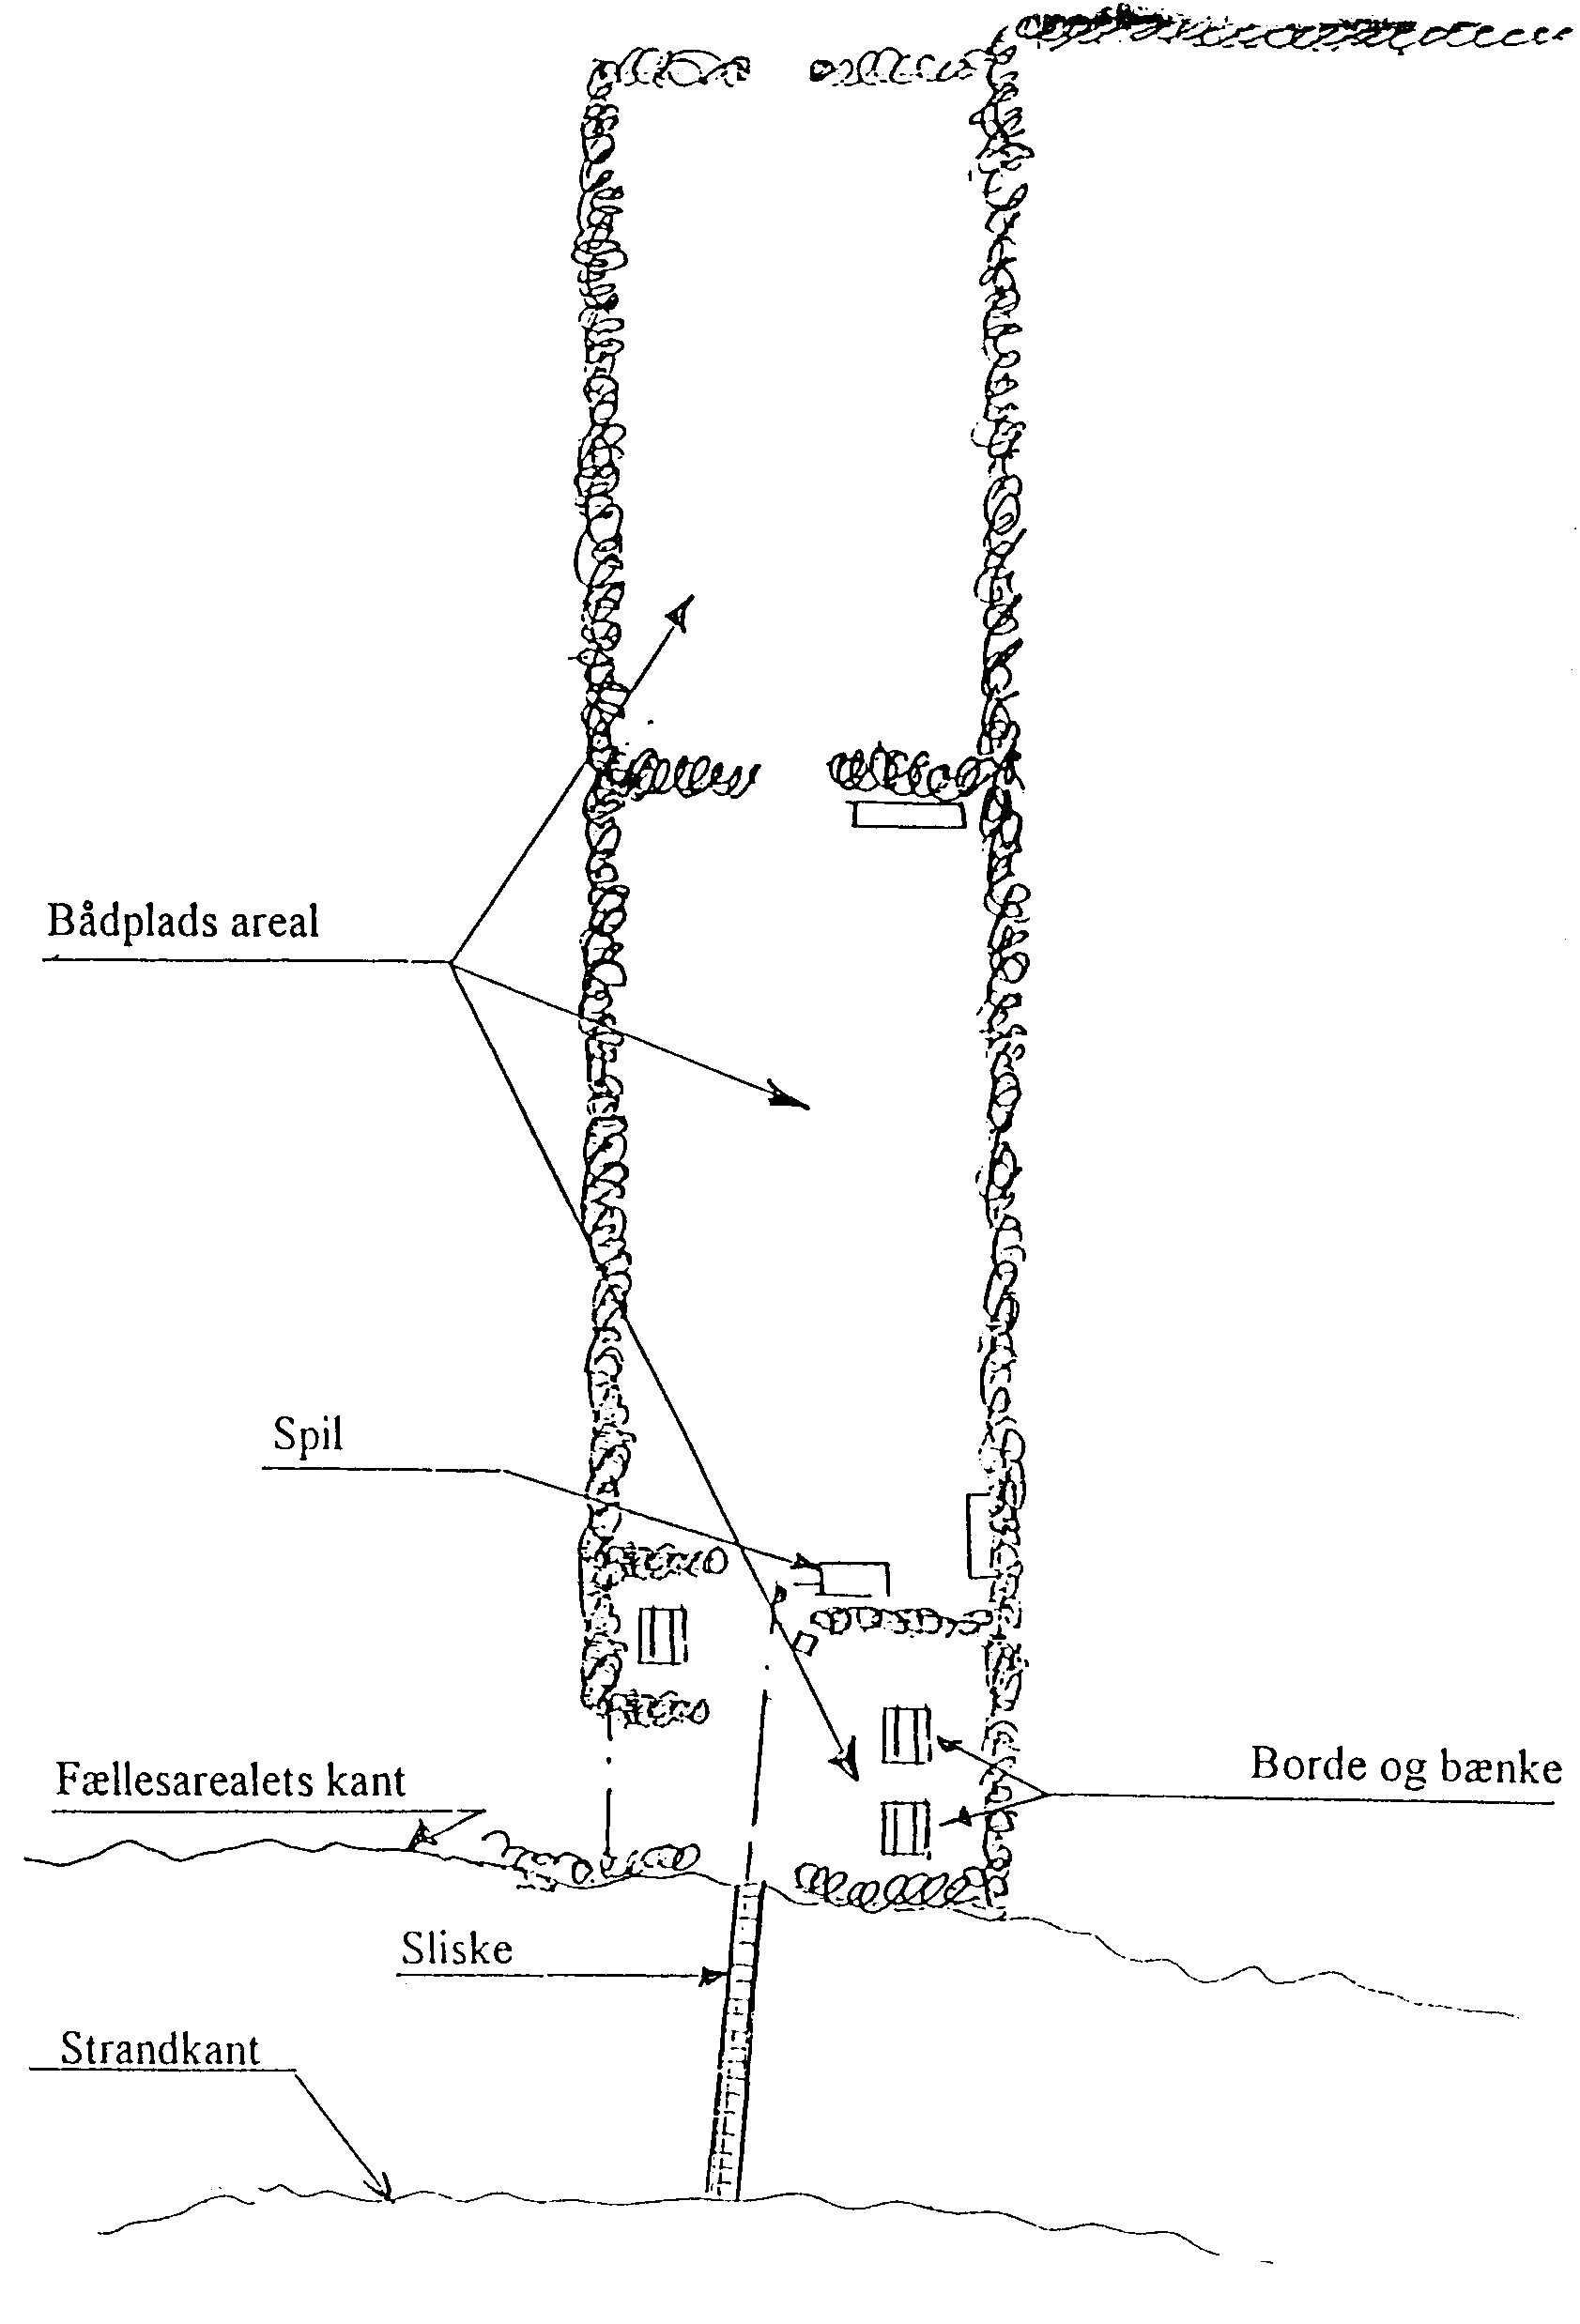 Bådplads areal
Spil
Fællesarealets kant
Borde og bænke
Sliske
Strandkant